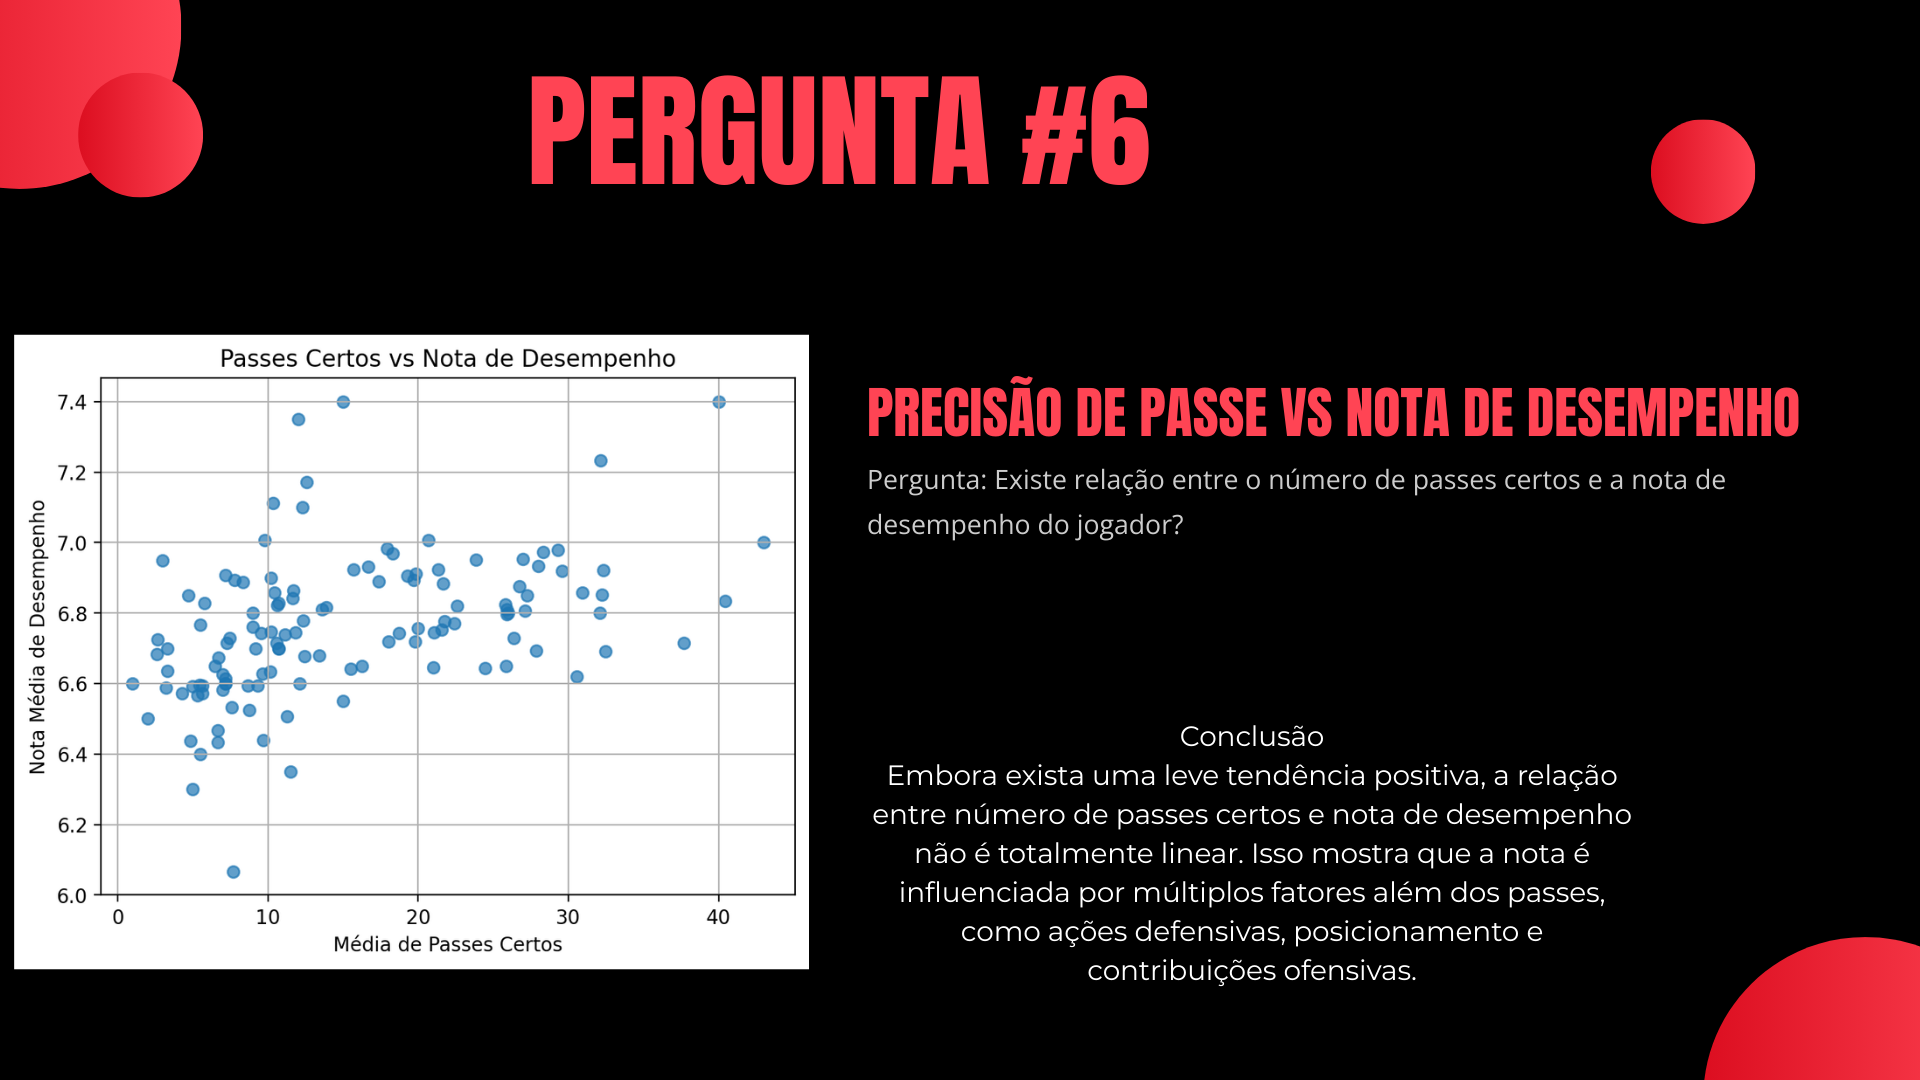 PERGUNTA #6
Passes Certos vs Nota de Desempenho
Nota Média de Desempenho
7.4
7.2
7.0
6.8
6.6
6.4
6.2
6.0
0 10 20 30 40
Média de Passes Certos
PRECISÃO DE PASSE VS NOTA DE DESEMPENHO
Pergunta: Existe relação entre o número de passes certos e a nota de
desempenho do jogador?
Conclusão
Embora exista uma leve tendência positiva, a relação
entre número de passes certos e nota de desempenho
não é totalmente linear. Isso mostra que a nota é
influenciada por múltiplos fatores além dos passes,
como ações defensivas, posicionamento e
contribuições ofensivas.